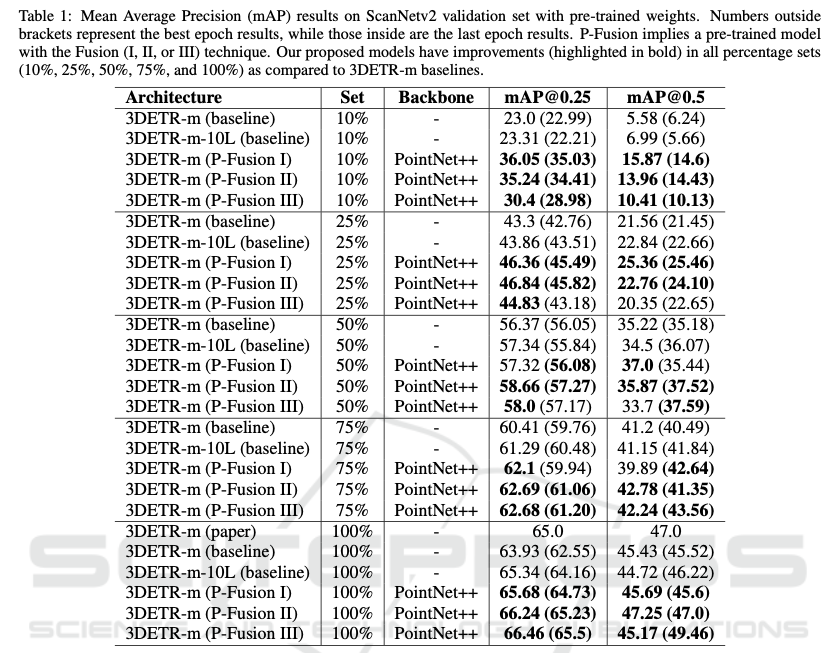 Table 1: Mean Average Precision (mAP) results on ScanNetv2 validation set with pre-trained weights. Numbers outside
brackets represent the best epoch results, while those inside are the last epoch results. P-Fusion implies a pre-trained model
with the Fusion (I, II, or III) technique. Our proposed models have improvements (highlighted in bold) in all percentage sets
(10%, 25%, 50%, 75%, and 100%) as compared to 3DETR-m baselines.
Architecture Set Backbone mAP@0.25 mAP@0.5
3DETR-m (baseline) 10% - 23.0 (22.99) 5.58 (6.24)
3DETR-m-10L (baseline) 10% - 23.31 (22.21) 6.99 (5.66)
3DETR-m (P-Fusion I) 10% PointNet++ 36.05 (35.03) 15.87 (14.6)
3DETR-m (P-Fusion II) 10% PointNet++ 35.24 (34.41) 13.96 (14.43)
3DETR-m (P-Fusion III) 10% PointNet++ 30.4 (28.98) 10.41 (10.13)
3DETR-m (baseline) 25% - 43.3 (42.76) 21.56 (21.45)
3DETR-m-10L (baseline) 25% - 43.86 (43.51) 22.84 (22.66)
3DETR-m (P-Fusion I) 25% PointNet++ 46.36 (45.49) 25.36 (25.46)
3DETR-m (P-Fusion II) 25% PointNet++ 46.84 (45.82) 22.76 (24.10)
3DETR-m (P-Fusion III) 25% PointNet++ 44.83 (43.18) 20.35 (22.65)
3DETR-m (baseline) 50% - 56.37 (56.05) 35.22 (35.18)
3DETR-m-10L (baseline) 50% - 57.34 (55.84) 34.5 (36.07)
3DETR-m (P-Fusion I) 50% PointNet++ 57.32 (56.08) 37.0 (35.44)
3DETR-m (P-Fusion II) 50% PointNet++ 58.66 (57.27) 35.87 (37.52)
3DETR-m (P-Fusion III) 50% PointNet++ 58.0 (57.17) 33.7 (37.59)
3DETR-m (baseline) 75% - 60.41 (59.76) 41.2 (40.49)
3DETR-m-10L (baseline) 75% - 61.29 (60.48) 41.15 (41.84)
3DETR-m (P-Fusion I) 75% PointNet++ 62.1 (59.94) 39.89 (42.64)
3DETR-m (P-Fusion II) 75% PointNet++ 62.69 (61.06) 42.78 (41.35)
3DETR-m (P-Fusion III) 75% PointNet++ 62.68 (61.20) 42.24 (43.56)
3DETR-m (paper) 100% - 65.0 47.0
3DETR-m (baseline) 100% - 63.93 (62.55) 45.43 (45.52)
3DETR-m-10L (baseline) 100% - 65.34 (64.16) 44.72 (46.22)
3DETR-m (P-Fusion I) 100% PointNet++ 65.68 (64.73) 45.69 (45.6)
3DETR-m (P-Fusion II) 100% PointNet++ 66.24 (65.23) 47.25 (47.0)
3DETR-m (P-Fusion III) 100% PointNet++ 66.46 (65.5) 45.17 (49.46)